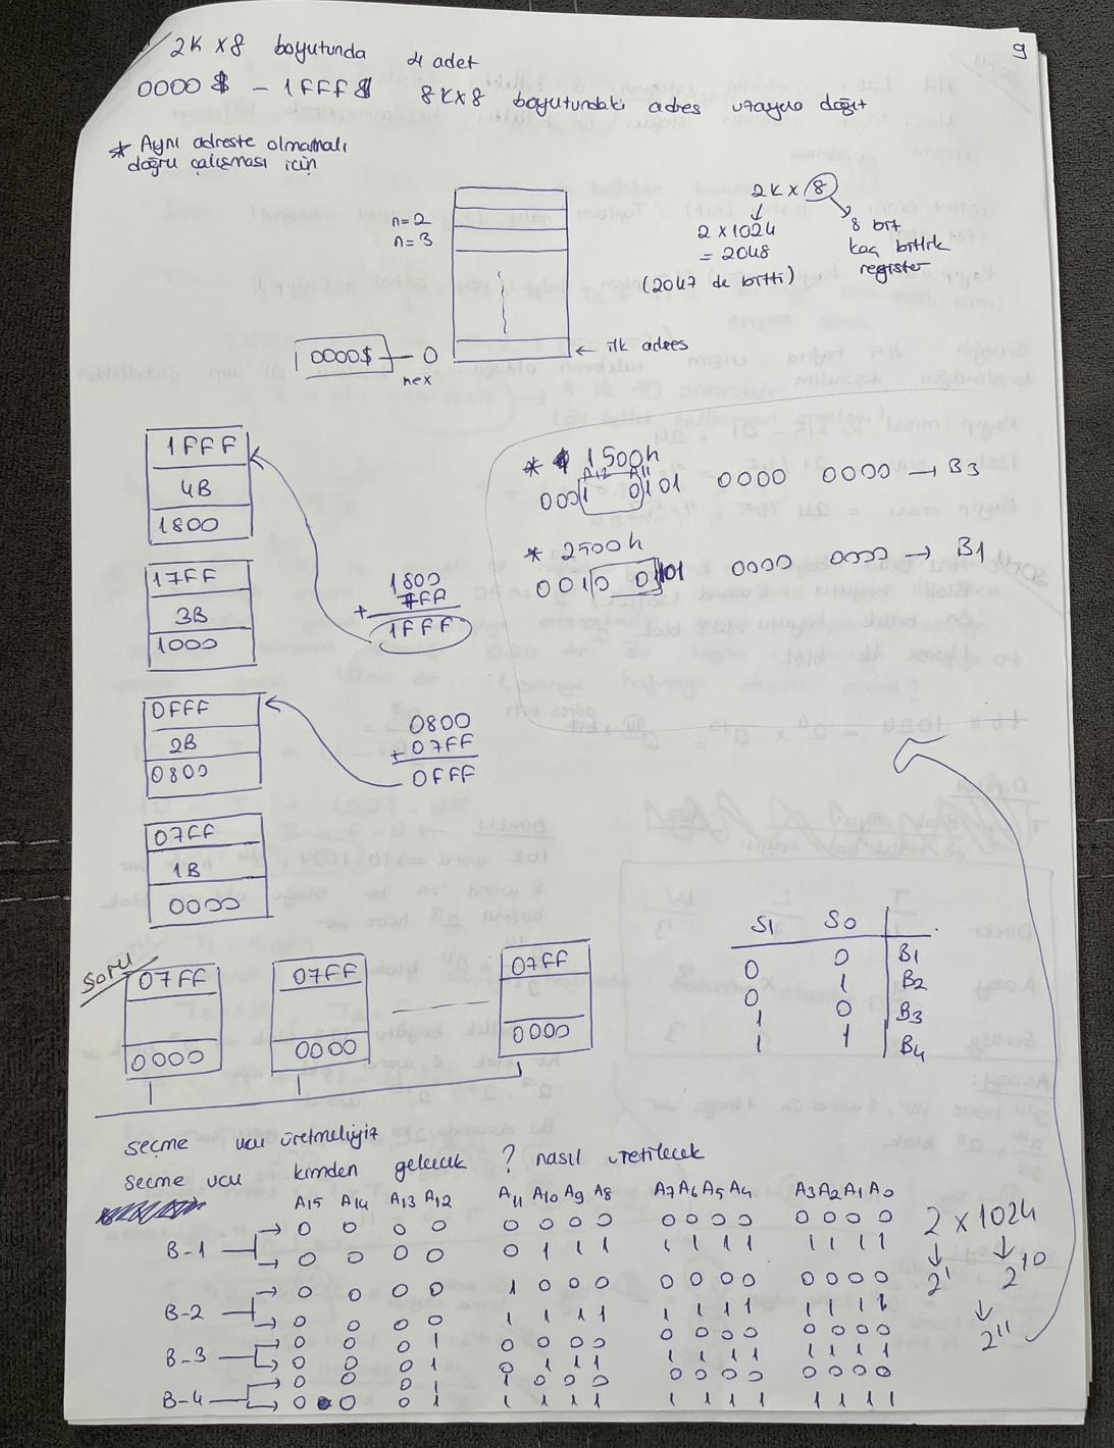 9
2K x8 boyutunda 4 adet
0000$ - 1FFF$ 8Kx8 boyutundaki adres uzayına dağıt
* Aynı adreste olmamalı
doğru çalışması için
n=2
n=3
0000$ — 0
hex
← ilk adres
2K x 8
2 x1024
= 2048
(2047 de bitti)
8 bit
kaç bitlik
register
1FFF
4B
1800
17FF
3B
1000
1800
+ 7FF
1FFF
0FFF
2B
0800
0800
+ 07FF
0FFF
07FF
1B
0000
* 1500h
A12 A11
0001 0101 0000 0000 → B3
* 2500h
0010 0101 0000 0000 → B1
S1 S0
0 0 B1
0 1 B2
1 0 B3
1 1 B4
Soru
07FF 07FF 07FF
0000 0000 0000
seçme ucu üretmeliyiz
seçme ucu kimden gelecek ? nasıl üretilecek
A15 A14 A13 A12 A11 A10 A9 A8 A7 A6 A5 A4 A3 A2 A1 A0
B-1
0 0 0 0 0 0 0 0 0 0 0 0 0 0 0 0
0 0 0 0 0 1 1 1 1 1 1 1 1 1 1 1
B-2
0 0 0 0 1 0 0 0 0 0 0 0 0 0 0 0
0 0 0 0 1 1 1 1 1 1 1 1 1 1 1 1
B-3
0 0 0 1 0 0 0 0 0 0 0 0 0 0 0 0
0 0 0 1 0 1 1 1 1 1 1 1 1 1 1 1
B-4
0 0 0 1 1 0 0 0 0 0 0 0 0 0 0 0
0 0 0 1 1 1 1 1 1 1 1 1 1 1 1 1
2 x 1024
2¹ 2¹⁰
2¹¹